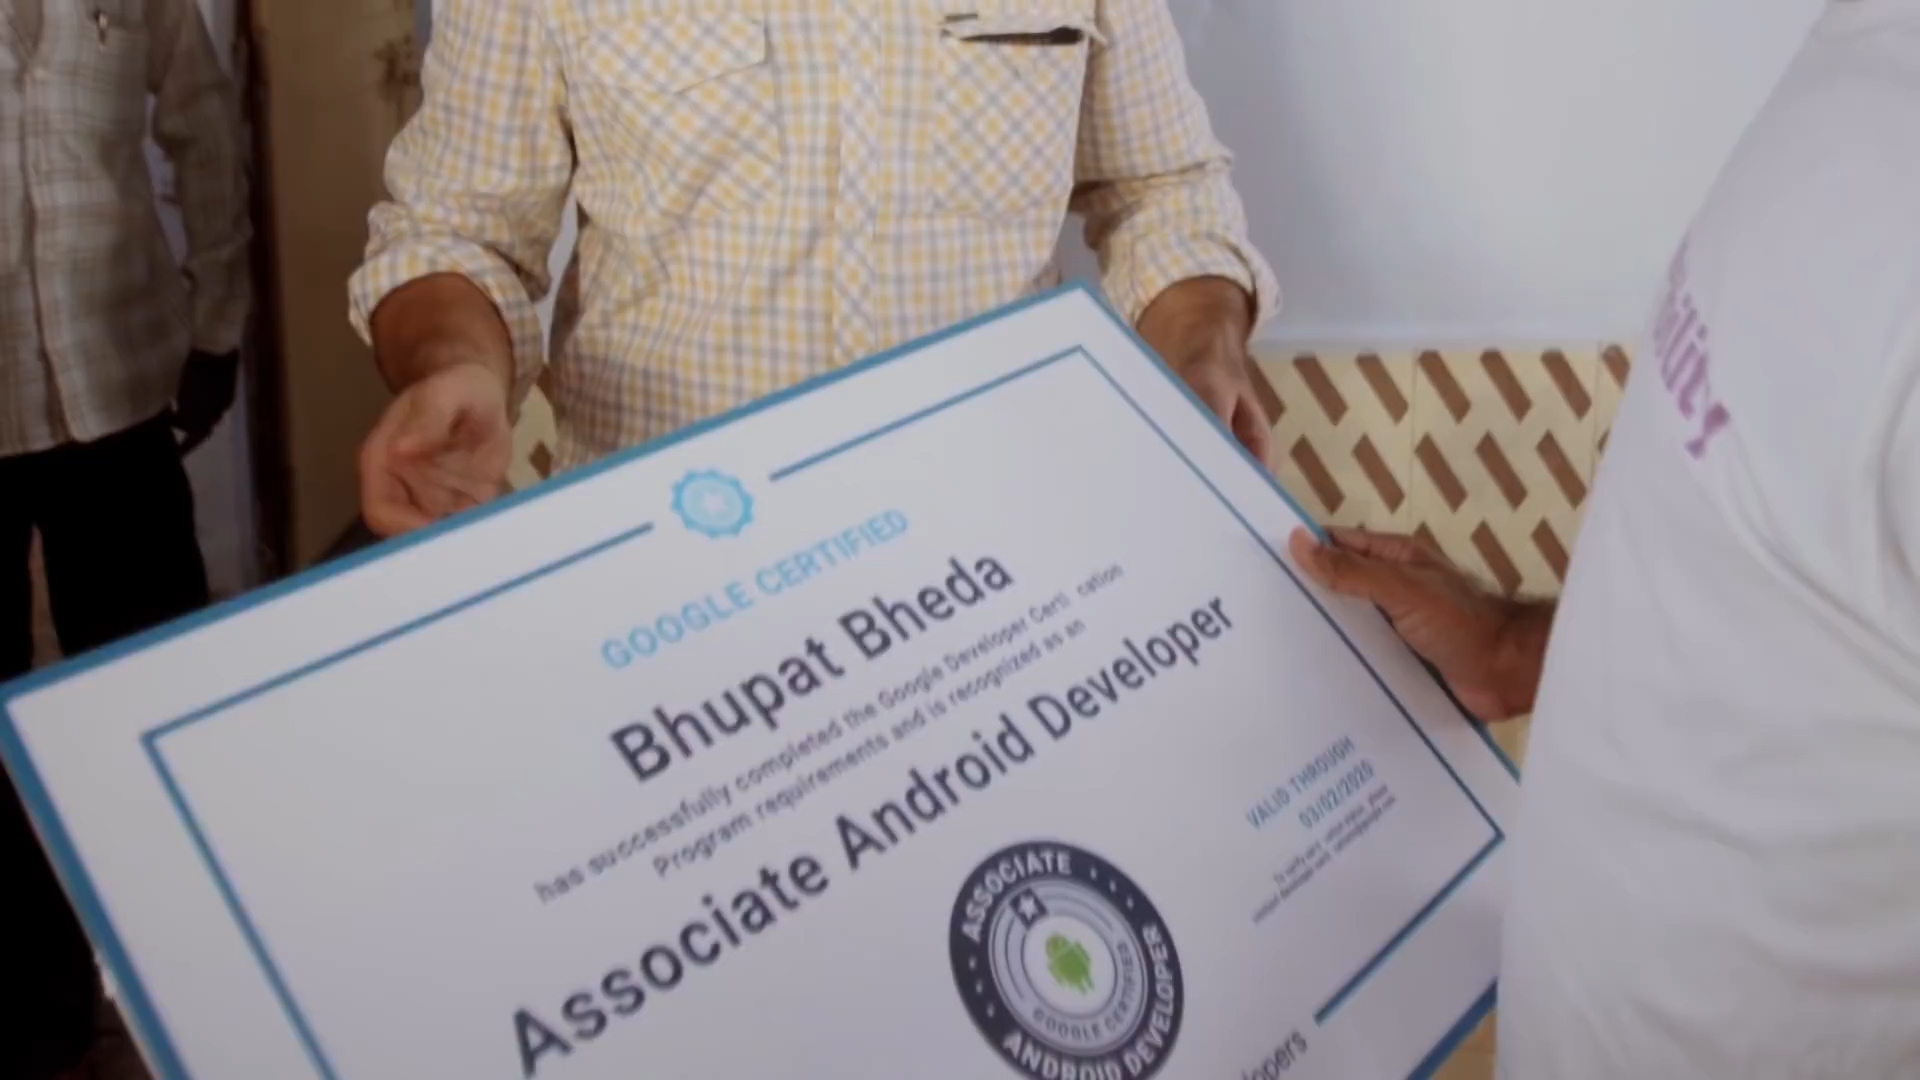 GOOGLE CERTIFIED
Bhupat Bheda
has successfully completed the Google Developer Certi cation
Program requirements and is recognized as an
Associate Android Developer
VALID THROUGH
03/02/2020
ASSOCIATE
GOOGLE CERTIFIED
ANDROID DEVELOPER
lopers